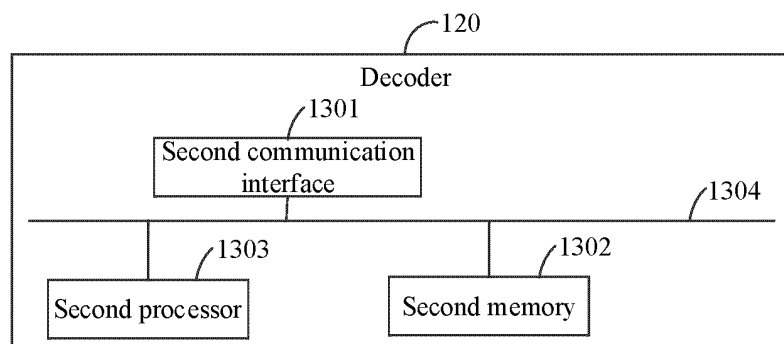 120
Decoder
1301
Second communication
interface
1304
1303
1302
Second processor
Second memory